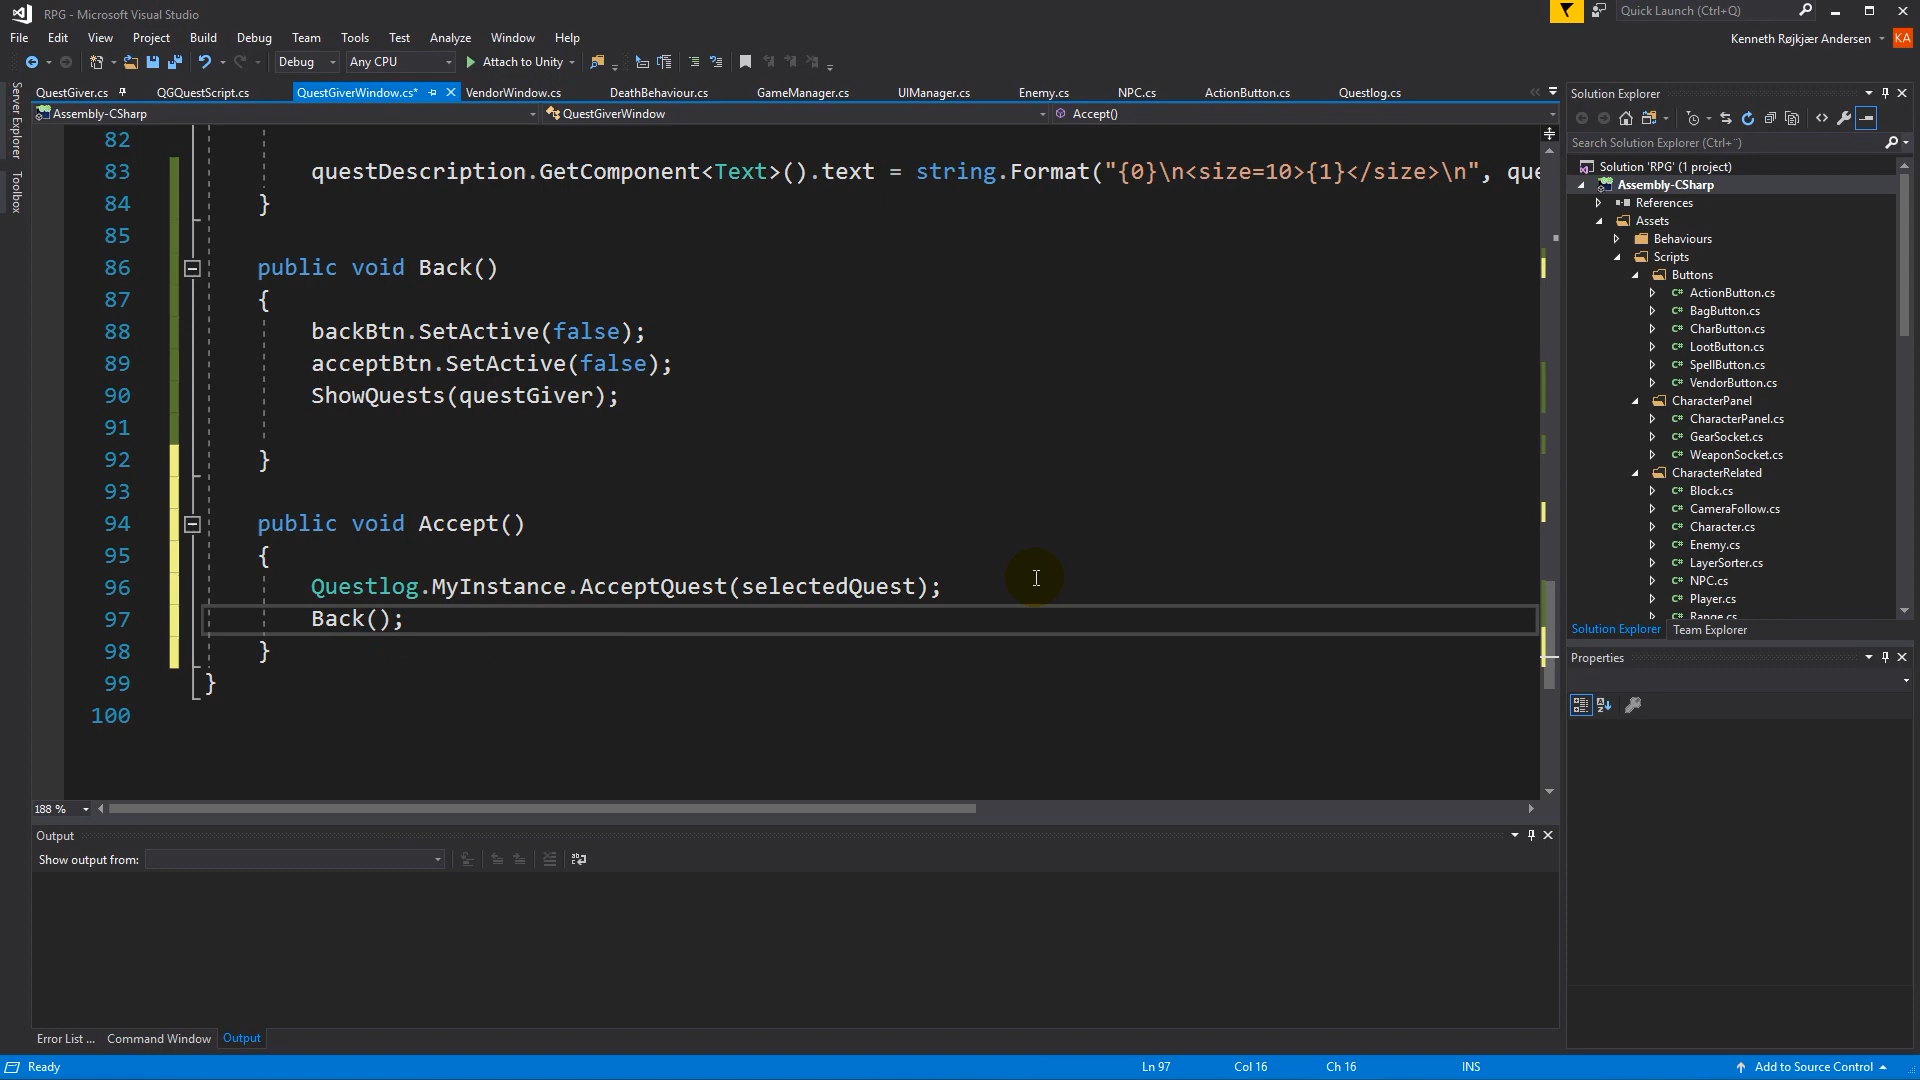 RPG - Microsoft Visual Studio
Quick Launch (Ctrl+Q)
File Edit View Project Build Debug Team Tools Test Analyze Window Help
Kenneth Røjkjær Andersen KA
Debug Any CPU Attach to Unity
Server Explorer
Toolbox
QuestGiver.cs QGQuestScript.cs QuestGiverWindow.cs* VendorWindow.cs DeathBehaviour.cs GameManager.cs UIManager.cs Enemy.cs NPC.cs ActionButton.cs Questlog.cs
Assembly-CSharp QuestGiverWindow Accept()
82
83 questDescription.GetComponent<Text>().text = string.Format("{0}\n<size=10>{1}</size>\n", que
84 }
85
86 public void Back()
87 {
88 backBtn.SetActive(false);
89 acceptBtn.SetActive(false);
90 ShowQuests(questGiver);
91
92 }
93
94 public void Accept()
95 {
96 Questlog.MyInstance.AcceptQuest(selectedQuest);
97 Back();
98 }
99 }
100
188 %
Output
Show output from:
Error List ... Command Window Output
Solution Explorer
Search Solution Explorer (Ctrl+¨)
Solution 'RPG' (1 project)
Assembly-CSharp
References
Assets
Behaviours
Scripts
Buttons
C# ActionButton.cs
C# BagButton.cs
C# CharButton.cs
C# LootButton.cs
C# SpellButton.cs
C# VendorButton.cs
CharacterPanel
C# CharacterPanel.cs
C# GearSocket.cs
C# WeaponSocket.cs
CharacterRelated
C# Block.cs
C# CameraFollow.cs
C# Character.cs
C# Enemy.cs
C# LayerSorter.cs
C# NPC.cs
C# Player.cs
C# Range.cs
Solution Explorer Team Explorer
Properties
Ready Ln 97 Col 16 Ch 16 INS Add to Source Control